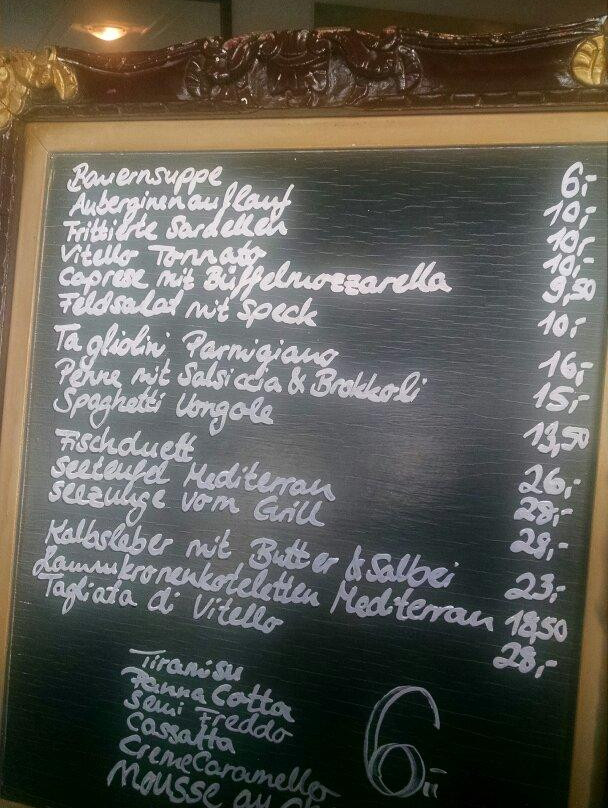 Bauernsuppe 6,-
Auberginenauflauf 10,-
Frittierte Sardellen 10,-
Vitello Tonnato 10,-
Caprese mit Büffelmozzarella 9,50
Feldsalad mit Speck 10,-
Tagliolini Parmigiano 16,-
Penne mit Salsiccia & Brokkoli 15,-
Spaghetti Vongole 13,50
Fischduett 26,-
Seeteufel Mediterran 28,-
Seezunge vom Grill 28,-
Kalbsleber mit Butter & Salbei 23,-
Lammkronenkoteletten Mediterran 18,50
Tagliata di Vitello 28,-
Tiramisu
Panna Cotta
Semi Freddo
Cassatta
Creme Caramello
Mousse au
6,-